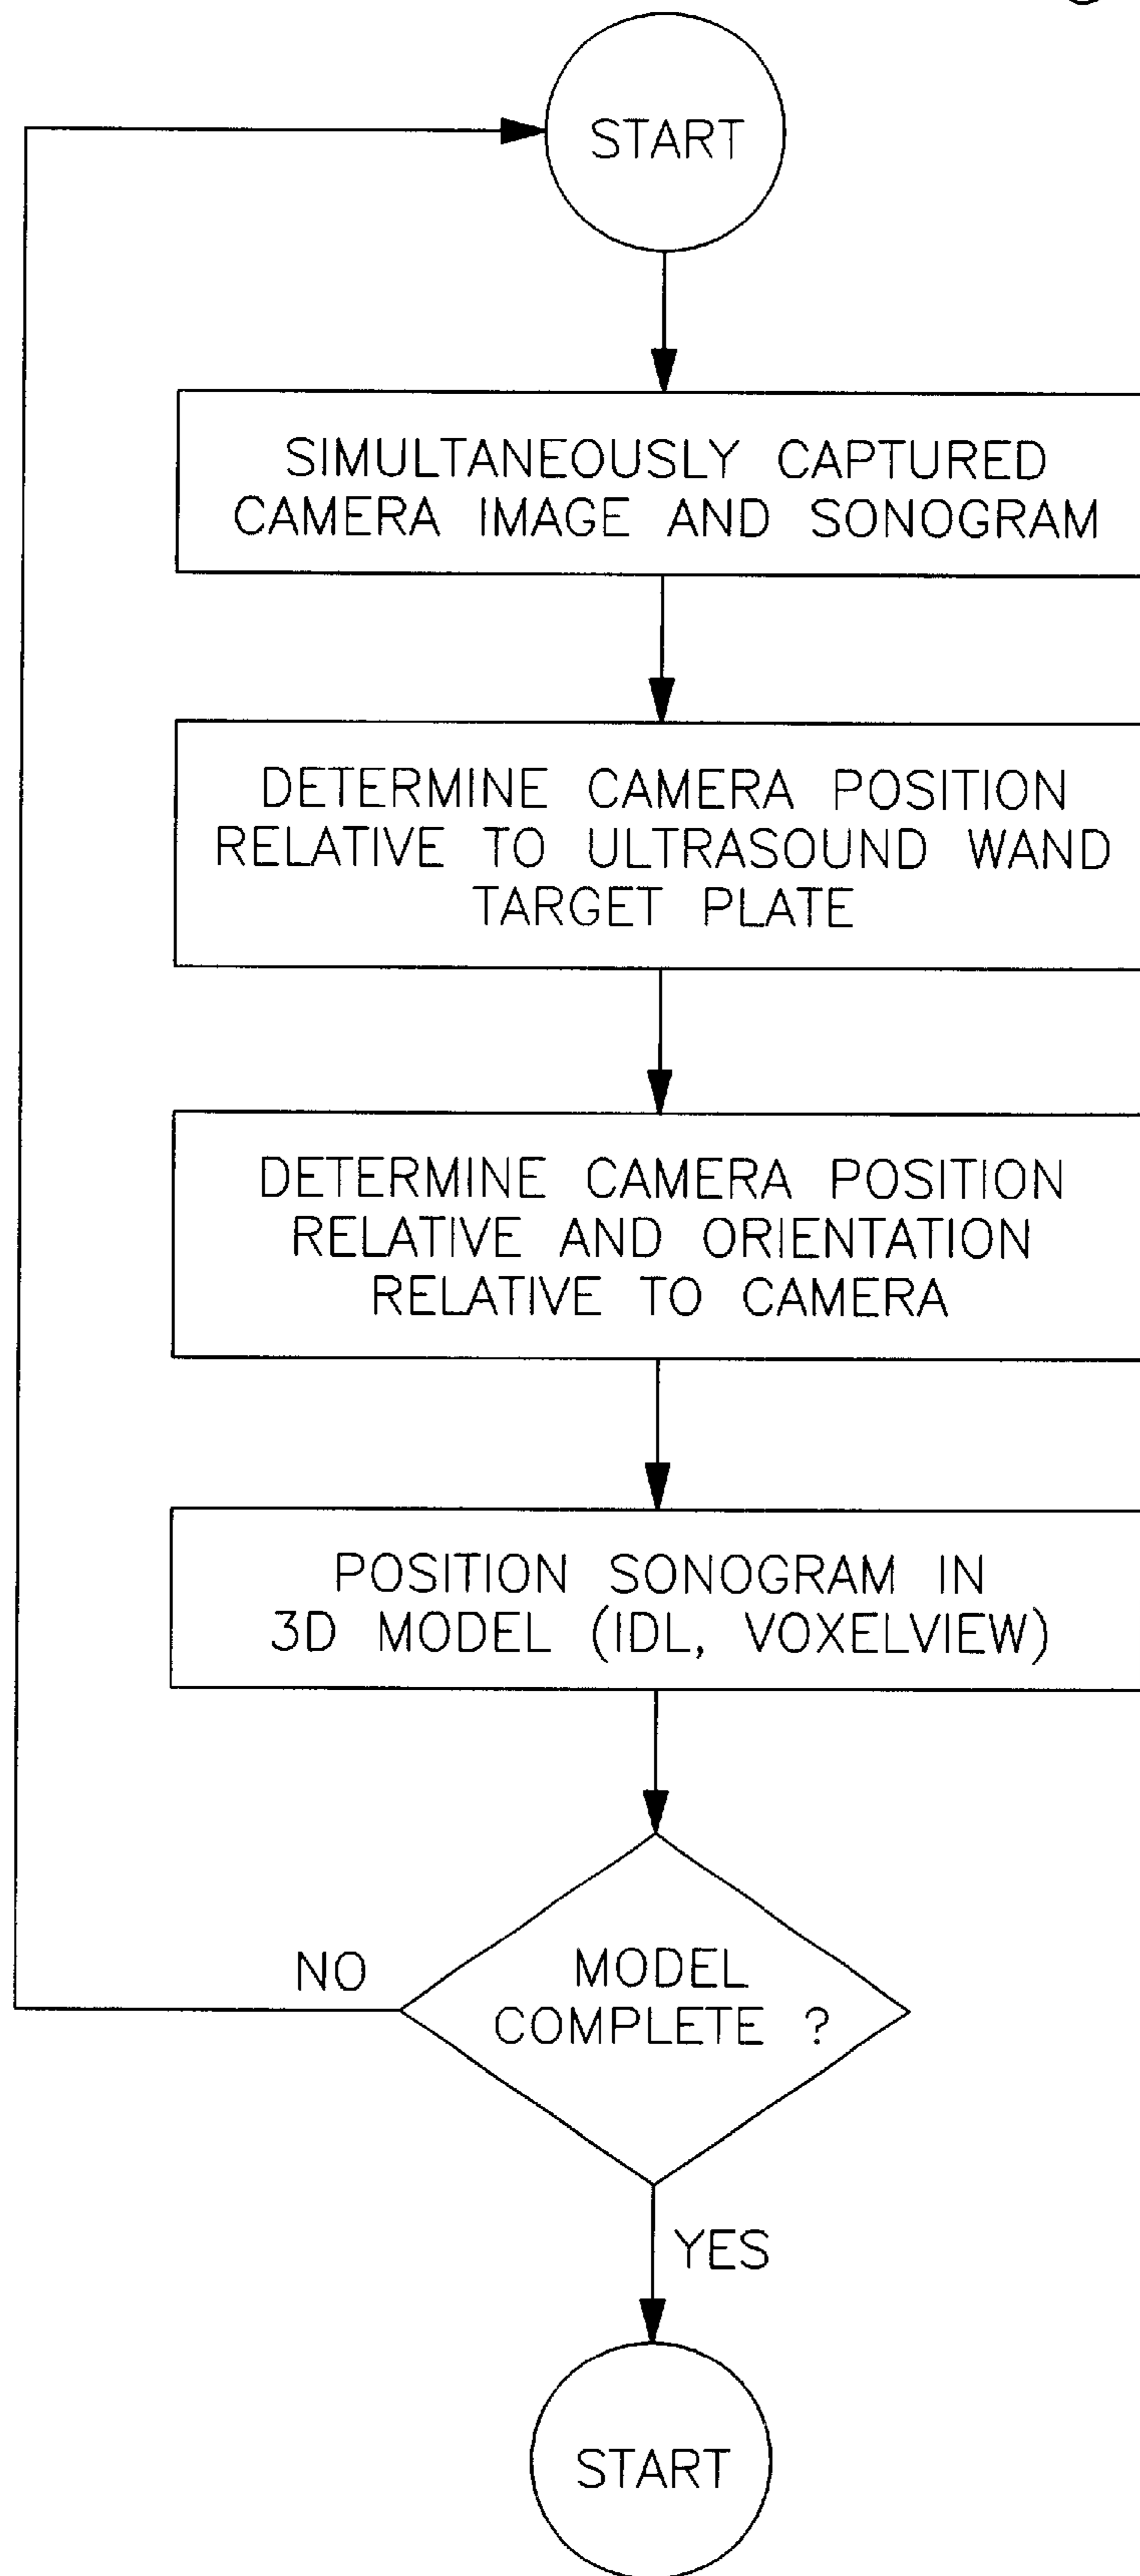 START
SIMULTANEOUSLY CAPTURED
CAMERA IMAGE AND SONOGRAM
DETERMINE CAMERA POSITION
RELATIVE TO ULTRASOUND WAND
TARGET PLATE
DETERMINE CAMERA POSITION
RELATIVE AND ORIENTATION
RELATIVE TO CAMERA
POSITION SONOGRAM IN
3D MODEL (IDL, VOXELVIEW)
MODEL
COMPLETE ?
NO
YES
START